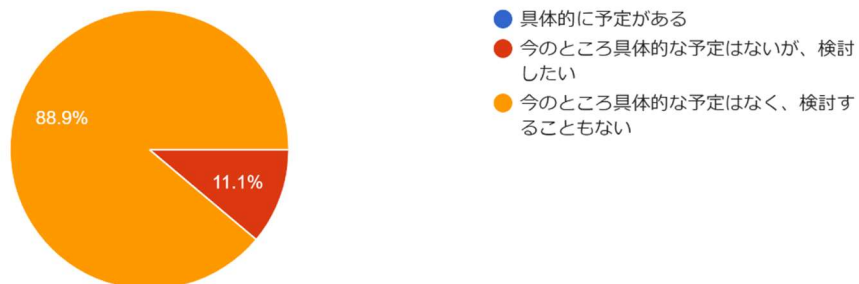 具体的に予定がある
今のところ具体的な予定はないが、検討
したい
今のところ具体的な予定はなく、検討す
ることもない
88.9%
11.1%